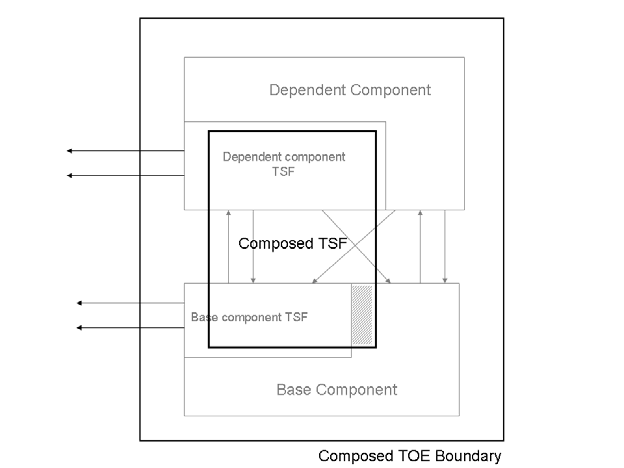 Dependent Component
Dependent component
TSF
Composed TSF
Base component TSF
Base Component
Composed TOE Boundary